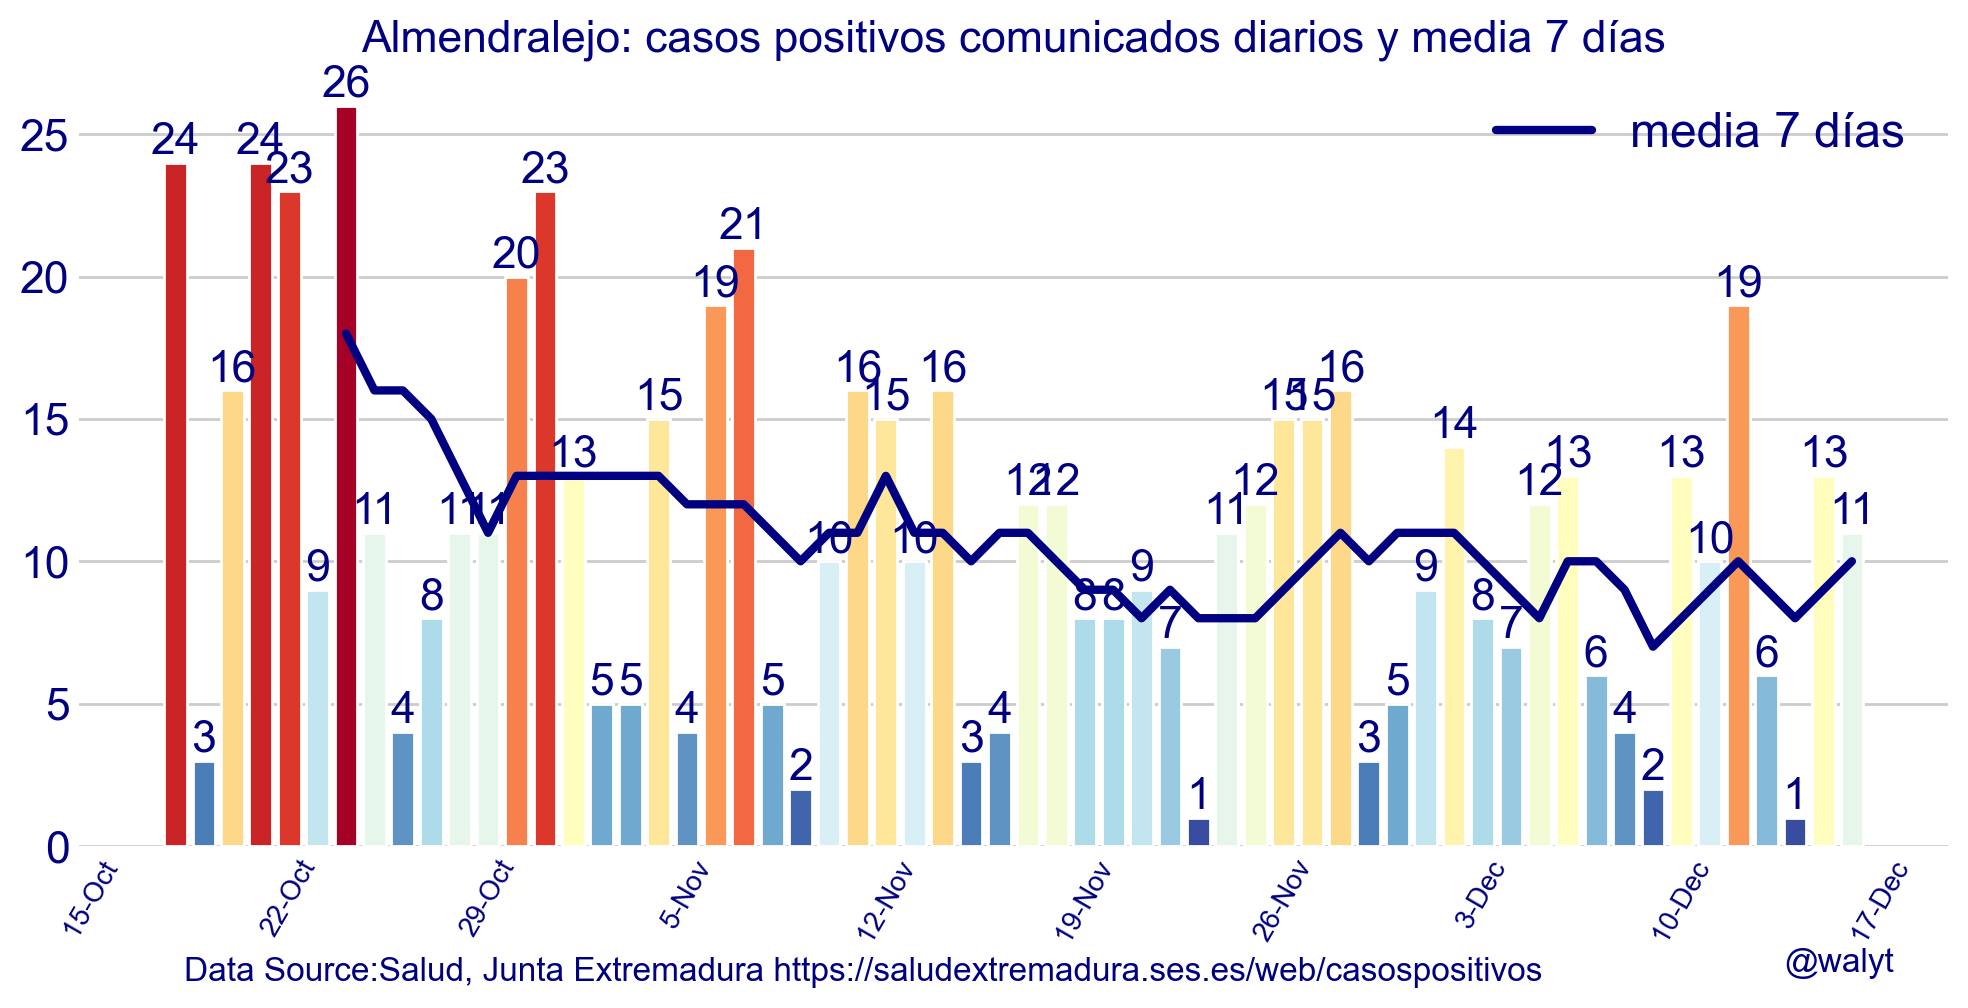 Almendralejo: casos positivos comunicados diarios y media 7 días
media 7 días
25
20
15
10
5
0
24 3 16 24 23 9 26 11 4 8 11 11 20 23 13 5 5 15 4 19 21 5 2 10 16 15 10 16 3 4 12 12 8 8 9 7 1 11 12 15 15 16 3 5 9 14 8 7 12 13 6 4 2 13 10 19 6 1 13 11
15-Oct 22-Oct 29-Oct 5-Nov 12-Nov 19-Nov 26-Nov 3-Dec 10-Dec 17-Dec
Data Source:Salud, Junta Extremadura https://saludextremadura.ses.es/web/casospositivos
@walyt